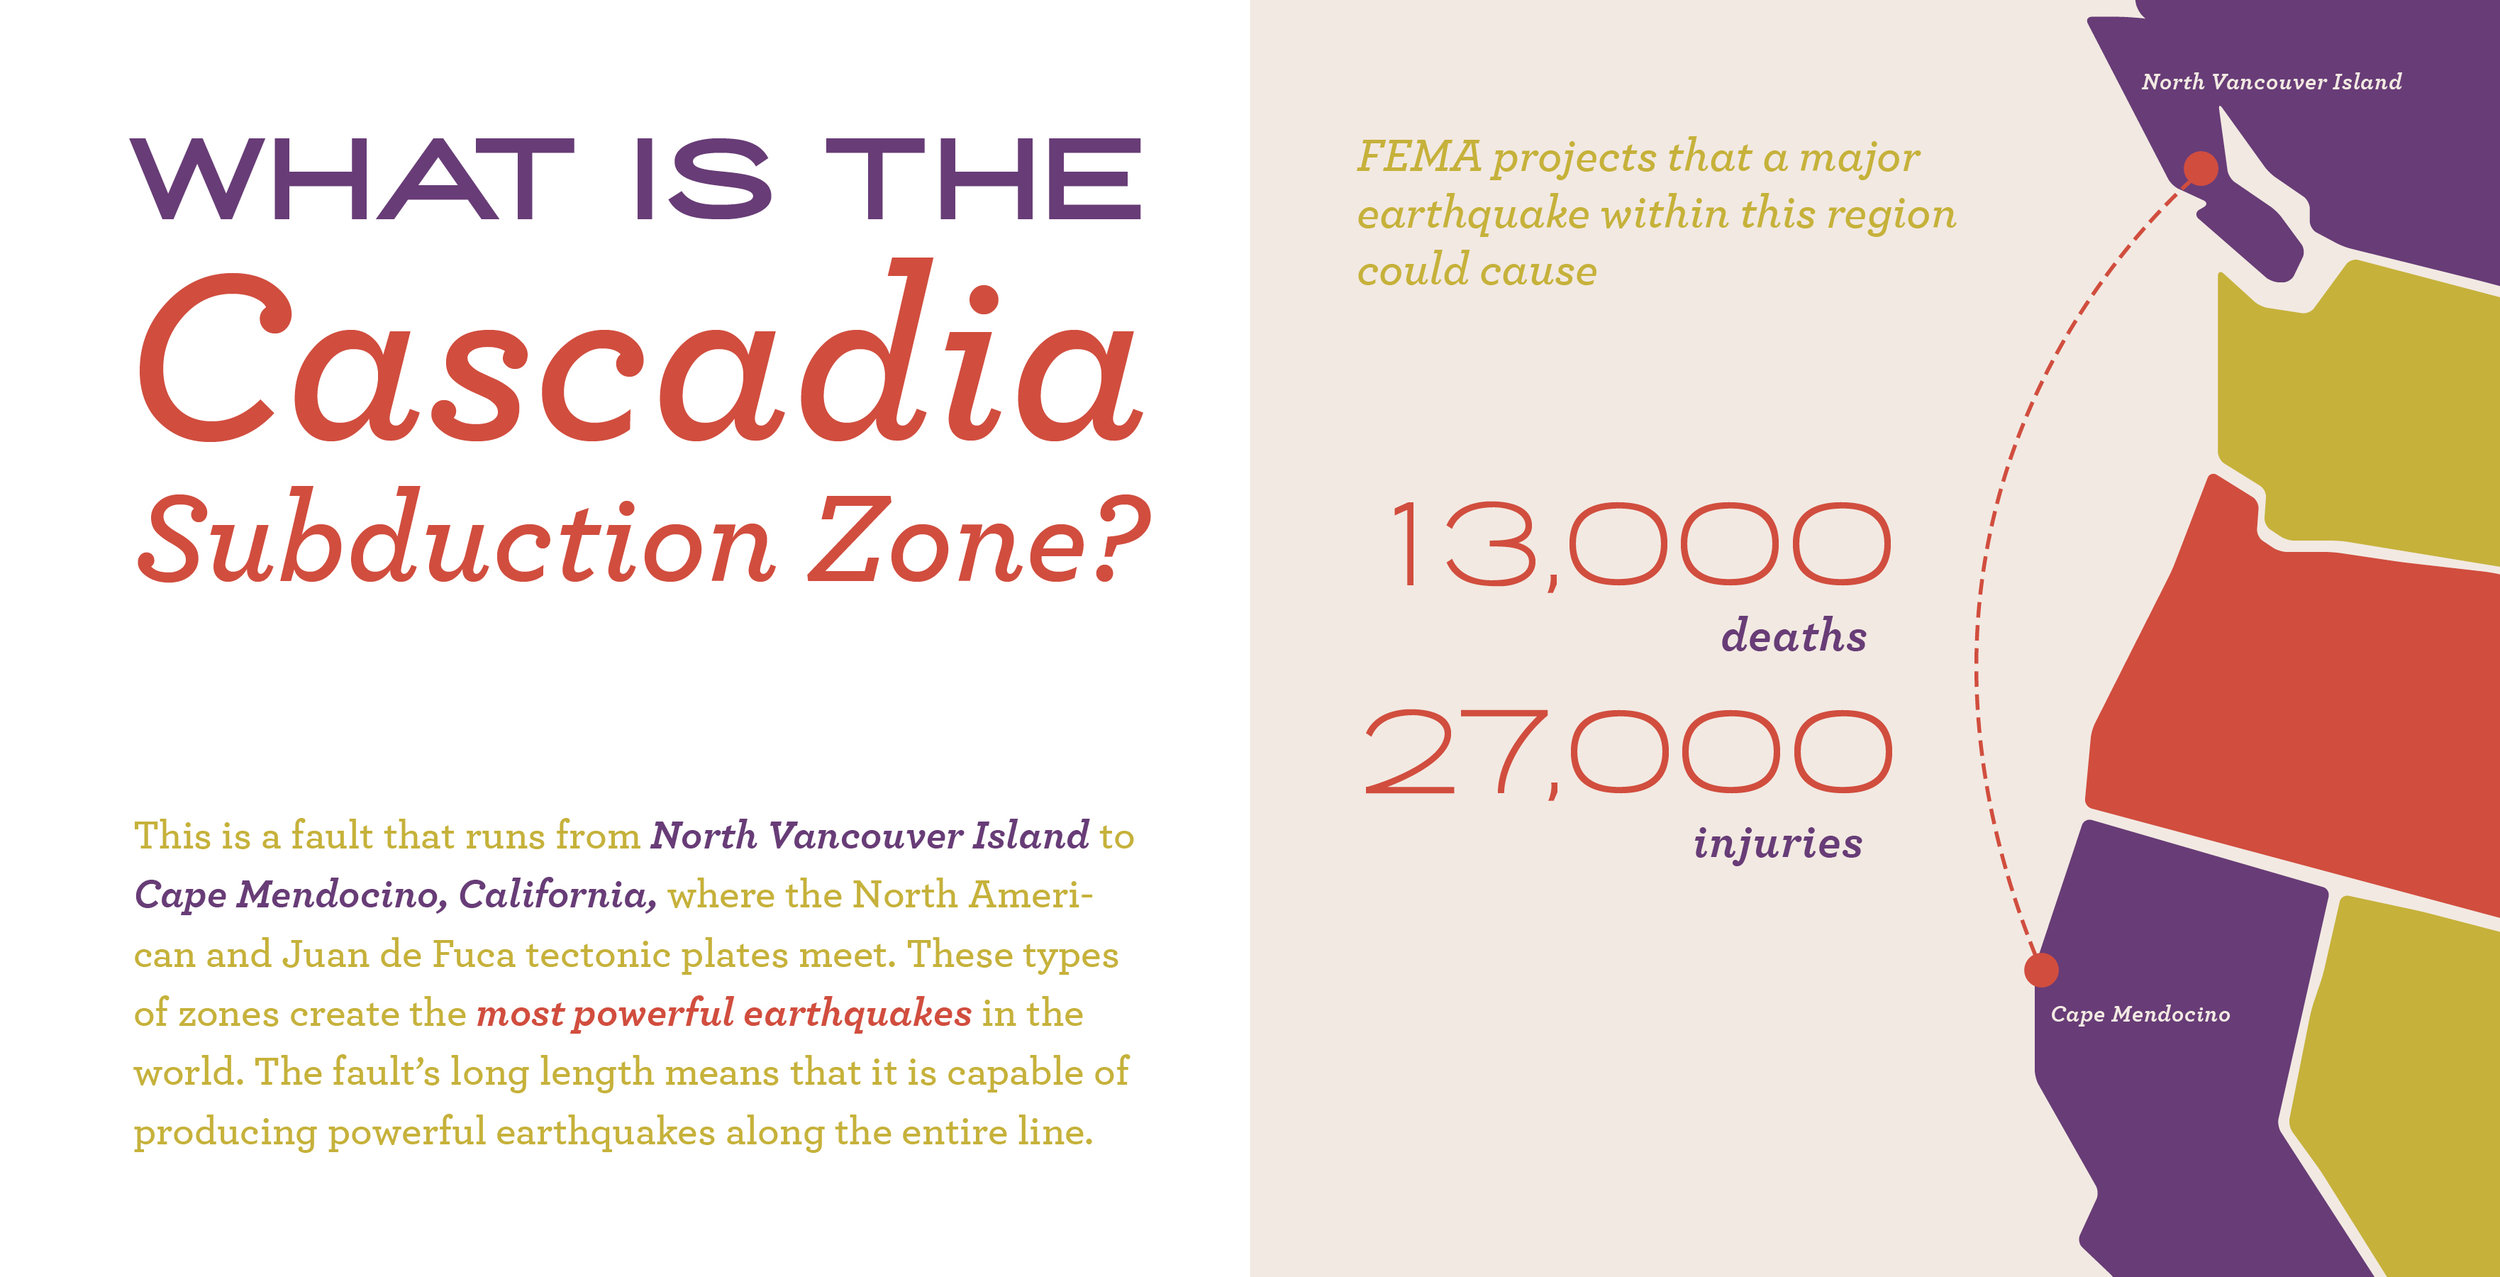 WHAT IS THE
Cascadia
Subduction Zone?
This is a fault that runs from North Vancouver Island to
Cape Mendocino, California, where the North Ameri-
can and Juan de Fuca tectonic plates meet. These types
of zones create the most powerful earthquakes in the
world. The fault’s long length means that it is capable of
producing powerful earthquakes along the entire line.
FEMA projects that a major
earthquake within this region
could cause
13,000
deaths
27,000
injuries
North Vancouver Island
Cape Mendocino